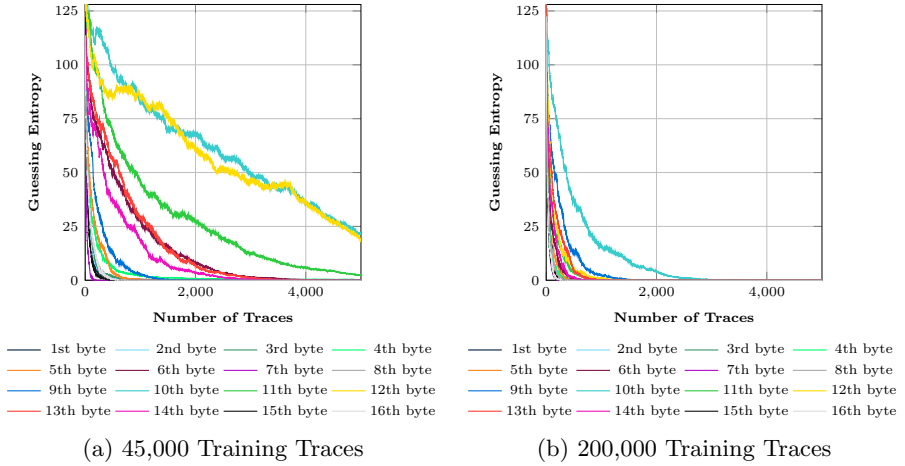 125
100
75
50
25
0
Guessing Entropy
0 2,000 4,000
Number of Traces
1st byte 2nd byte 3rd byte 4th byte
5th byte 6th byte 7th byte 8th byte
9th byte 10th byte 11th byte 12th byte
13th byte 14th byte 15th byte 16th byte
(a) 45,000 Training Traces
125
100
75
50
25
0
Guessing Entropy
0 2,000 4,000
Number of Traces
1st byte 2nd byte 3rd byte 4th byte
5th byte 6th byte 7th byte 8th byte
9th byte 10th byte 11th byte 12th byte
13th byte 14th byte 15th byte 16th byte
(b) 200,000 Training Traces